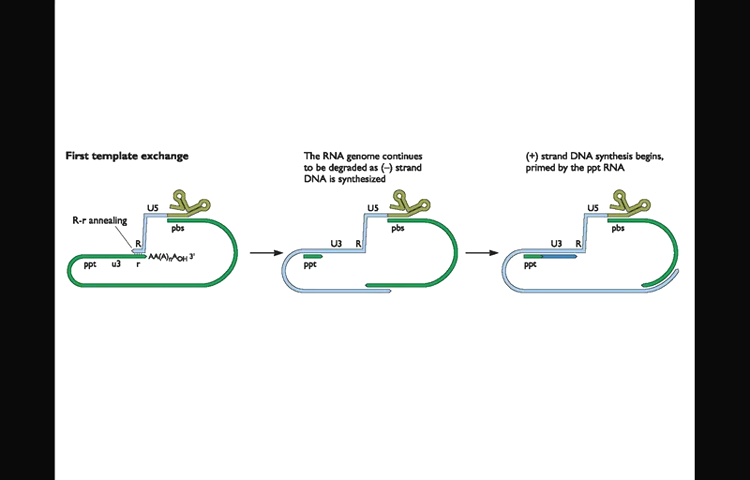 First template exchange
U5
pbs
R-r annealing
R
AA(A)nAOH 3'
ppt u3 r
The RNA genome continues
to be degraded as (–) strand
DNA is synthesized
U5
pbs
U3 R
ppt
(+) strand DNA synthesis begins,
primed by the ppt RNA
U5
pbs
U3 R
ppt